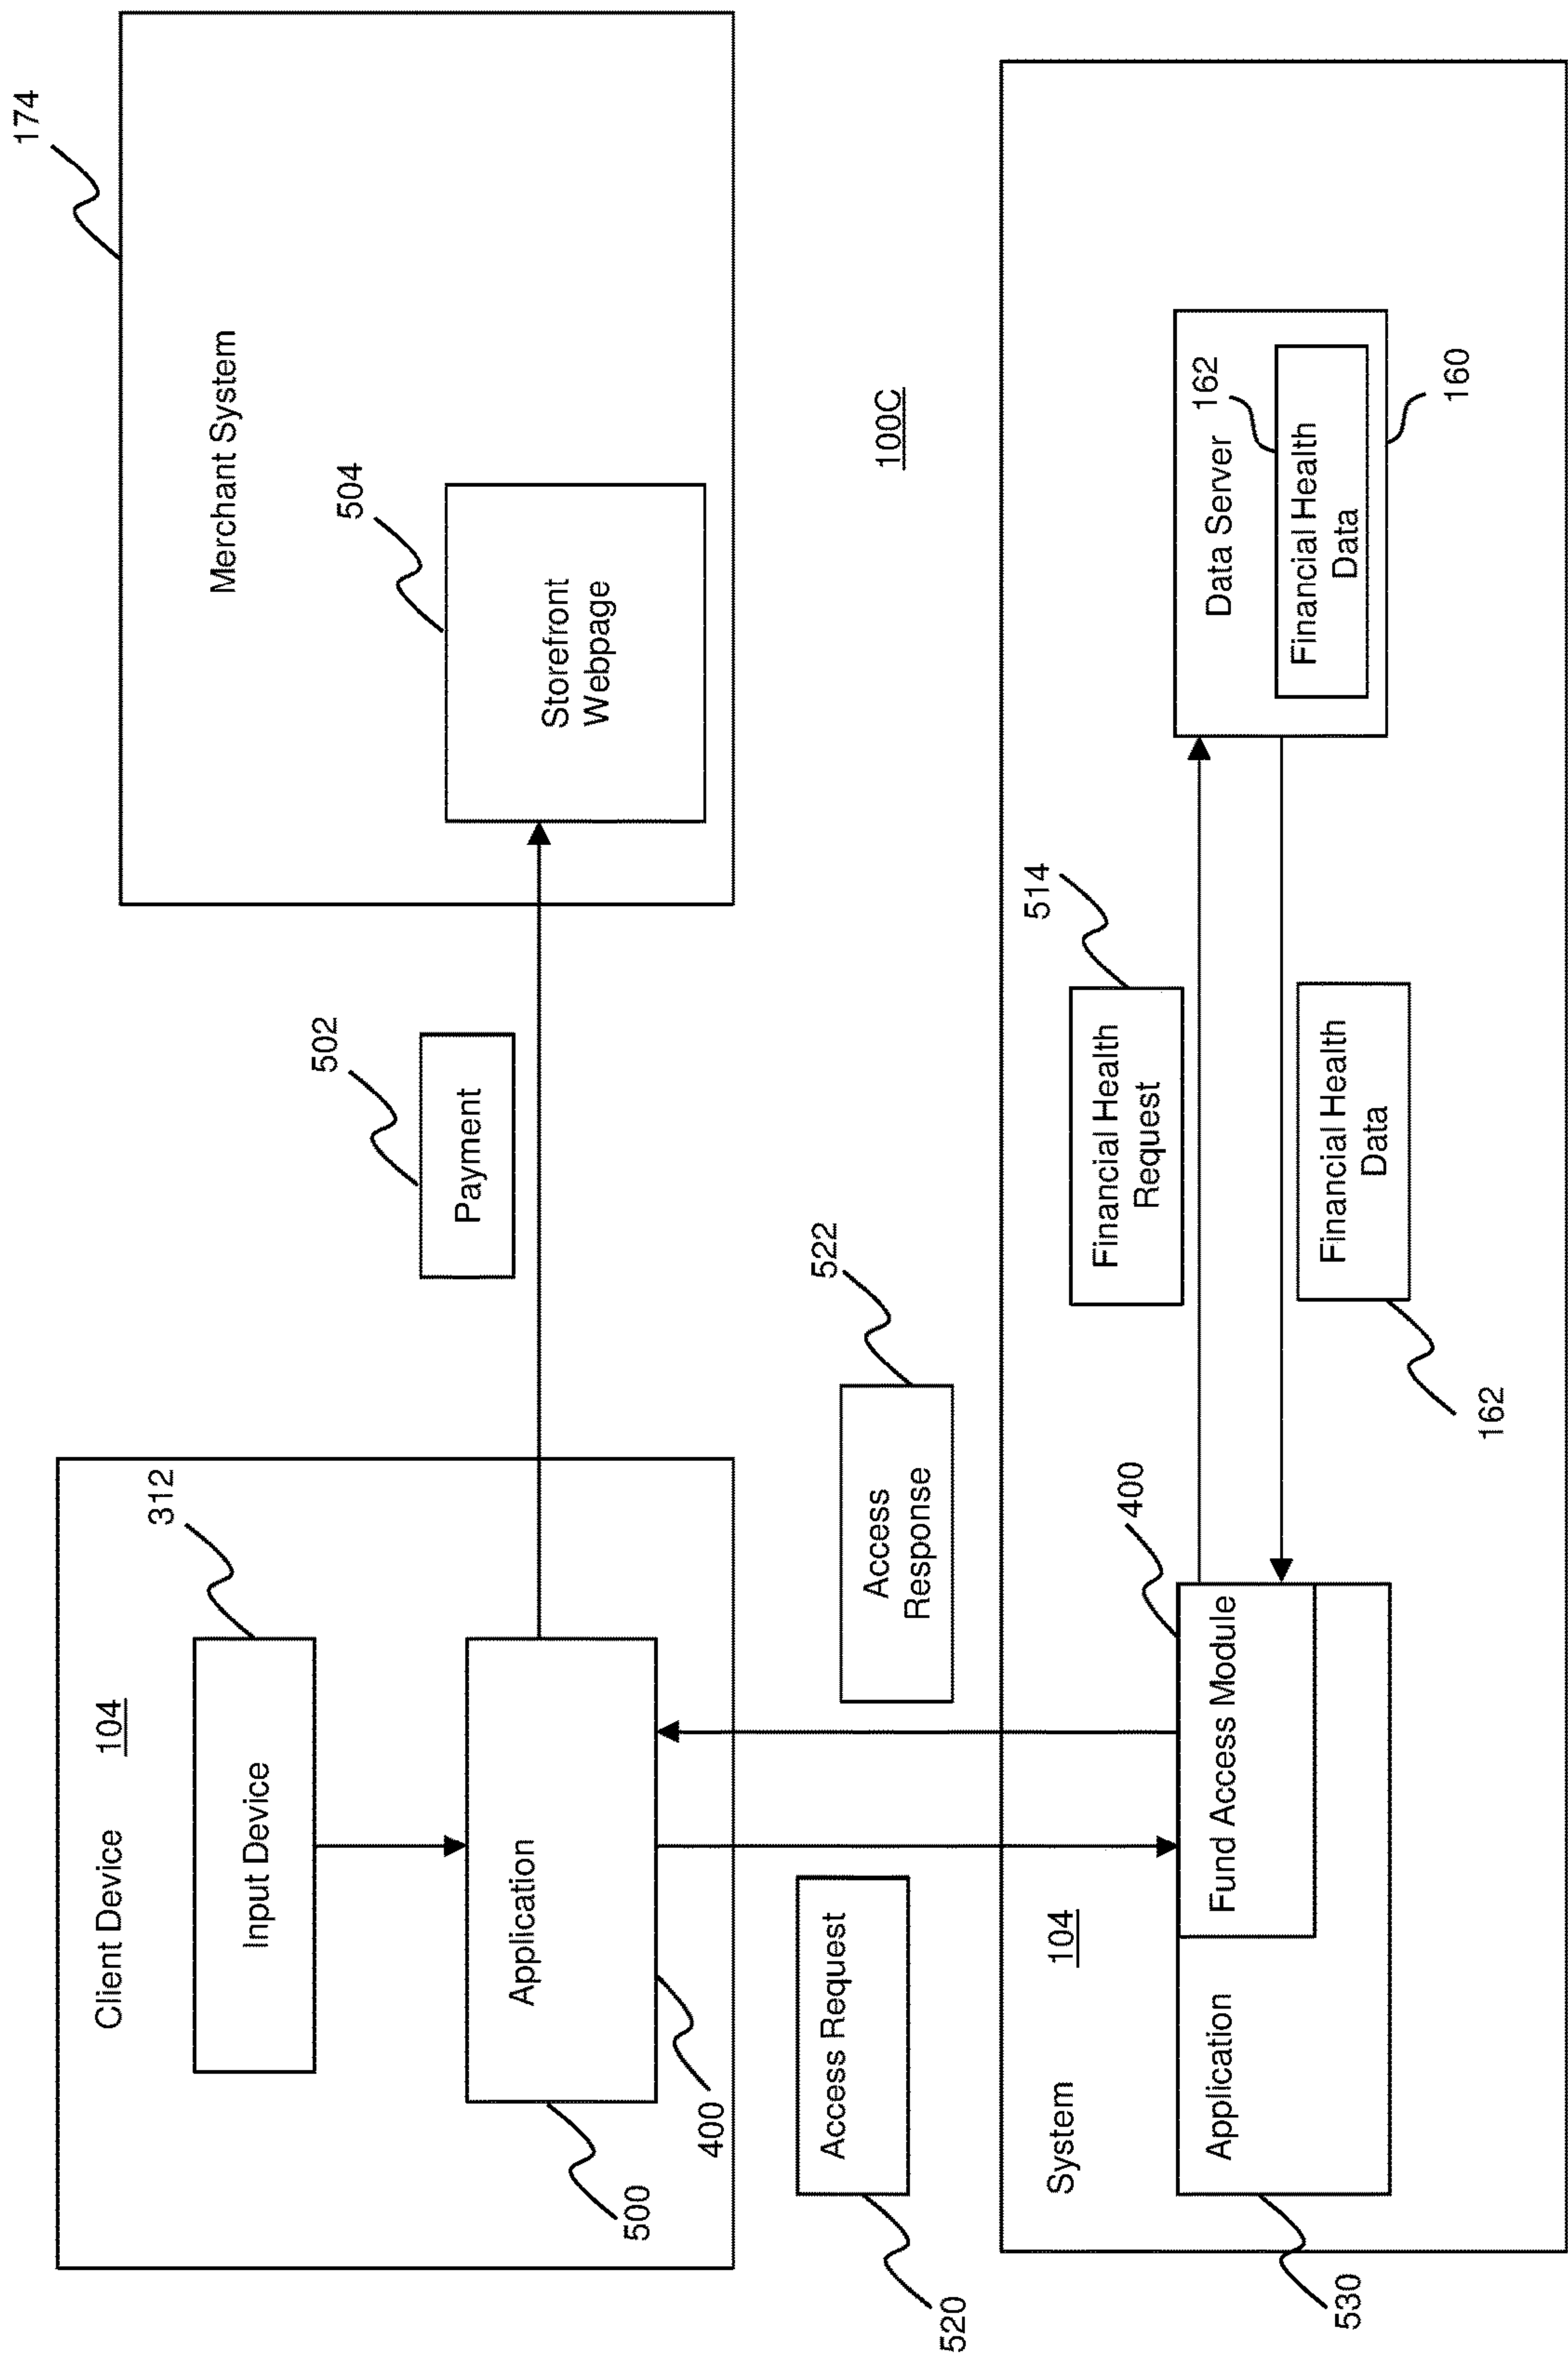 Client Device
104
312
Input Device
Application
500
400
502
Payment
174
Merchant System
504
Storefront
Webpage
520
Access Request
522
Access
Response
100C
System
104
530
Application
400
Fund Access Module
514
Financial Health
Request
Financial Health
Data
162
Data Server
162
Financial Health
Data
160